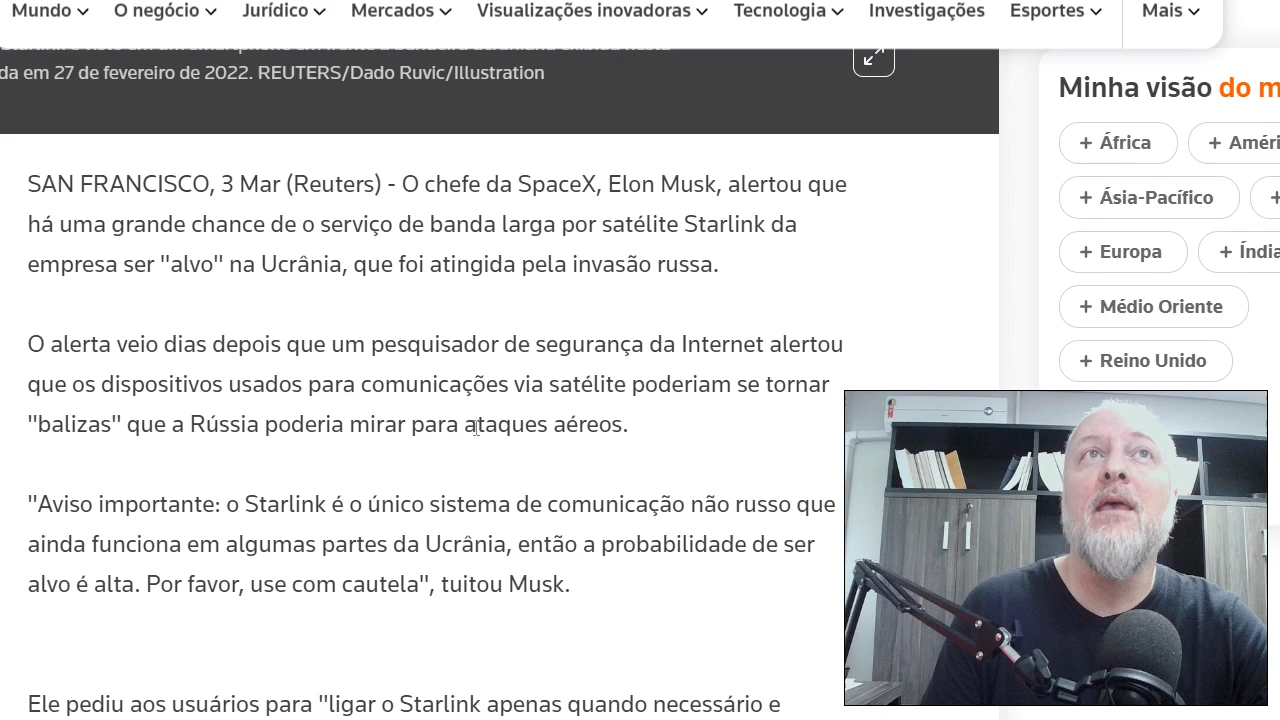 Mundo O negócio Jurídico Mercados Visualizações inovadoras Tecnologia Investigações Esportes Mais
da em 27 de fevereiro de 2022. REUTERS/Dado Ruvic/Illustration
SAN FRANCISCO, 3 Mar (Reuters) - O chefe da SpaceX, Elon Musk, alertou que
há uma grande chance de o serviço de banda larga por satélite Starlink da
empresa ser "alvo" na Ucrânia, que foi atingida pela invasão russa.
O alerta veio dias depois que um pesquisador de segurança da Internet alertou
que os dispositivos usados para comunicações via satélite poderiam se tornar
"balizas" que a Rússia poderia mirar para ataques aéreos.
"Aviso importante: o Starlink é o único sistema de comunicação não russo que
ainda funciona em algumas partes da Ucrânia, então a probabilidade de ser
alvo é alta. Por favor, use com cautela", tuitou Musk.
Ele pediu aos usuários para "ligar o Starlink apenas quando necessário e
Minha visão do m
+ África + Améri
+ Ásia-Pacífico +
+ Europa + Índia
+ Médio Oriente
+ Reino Unido